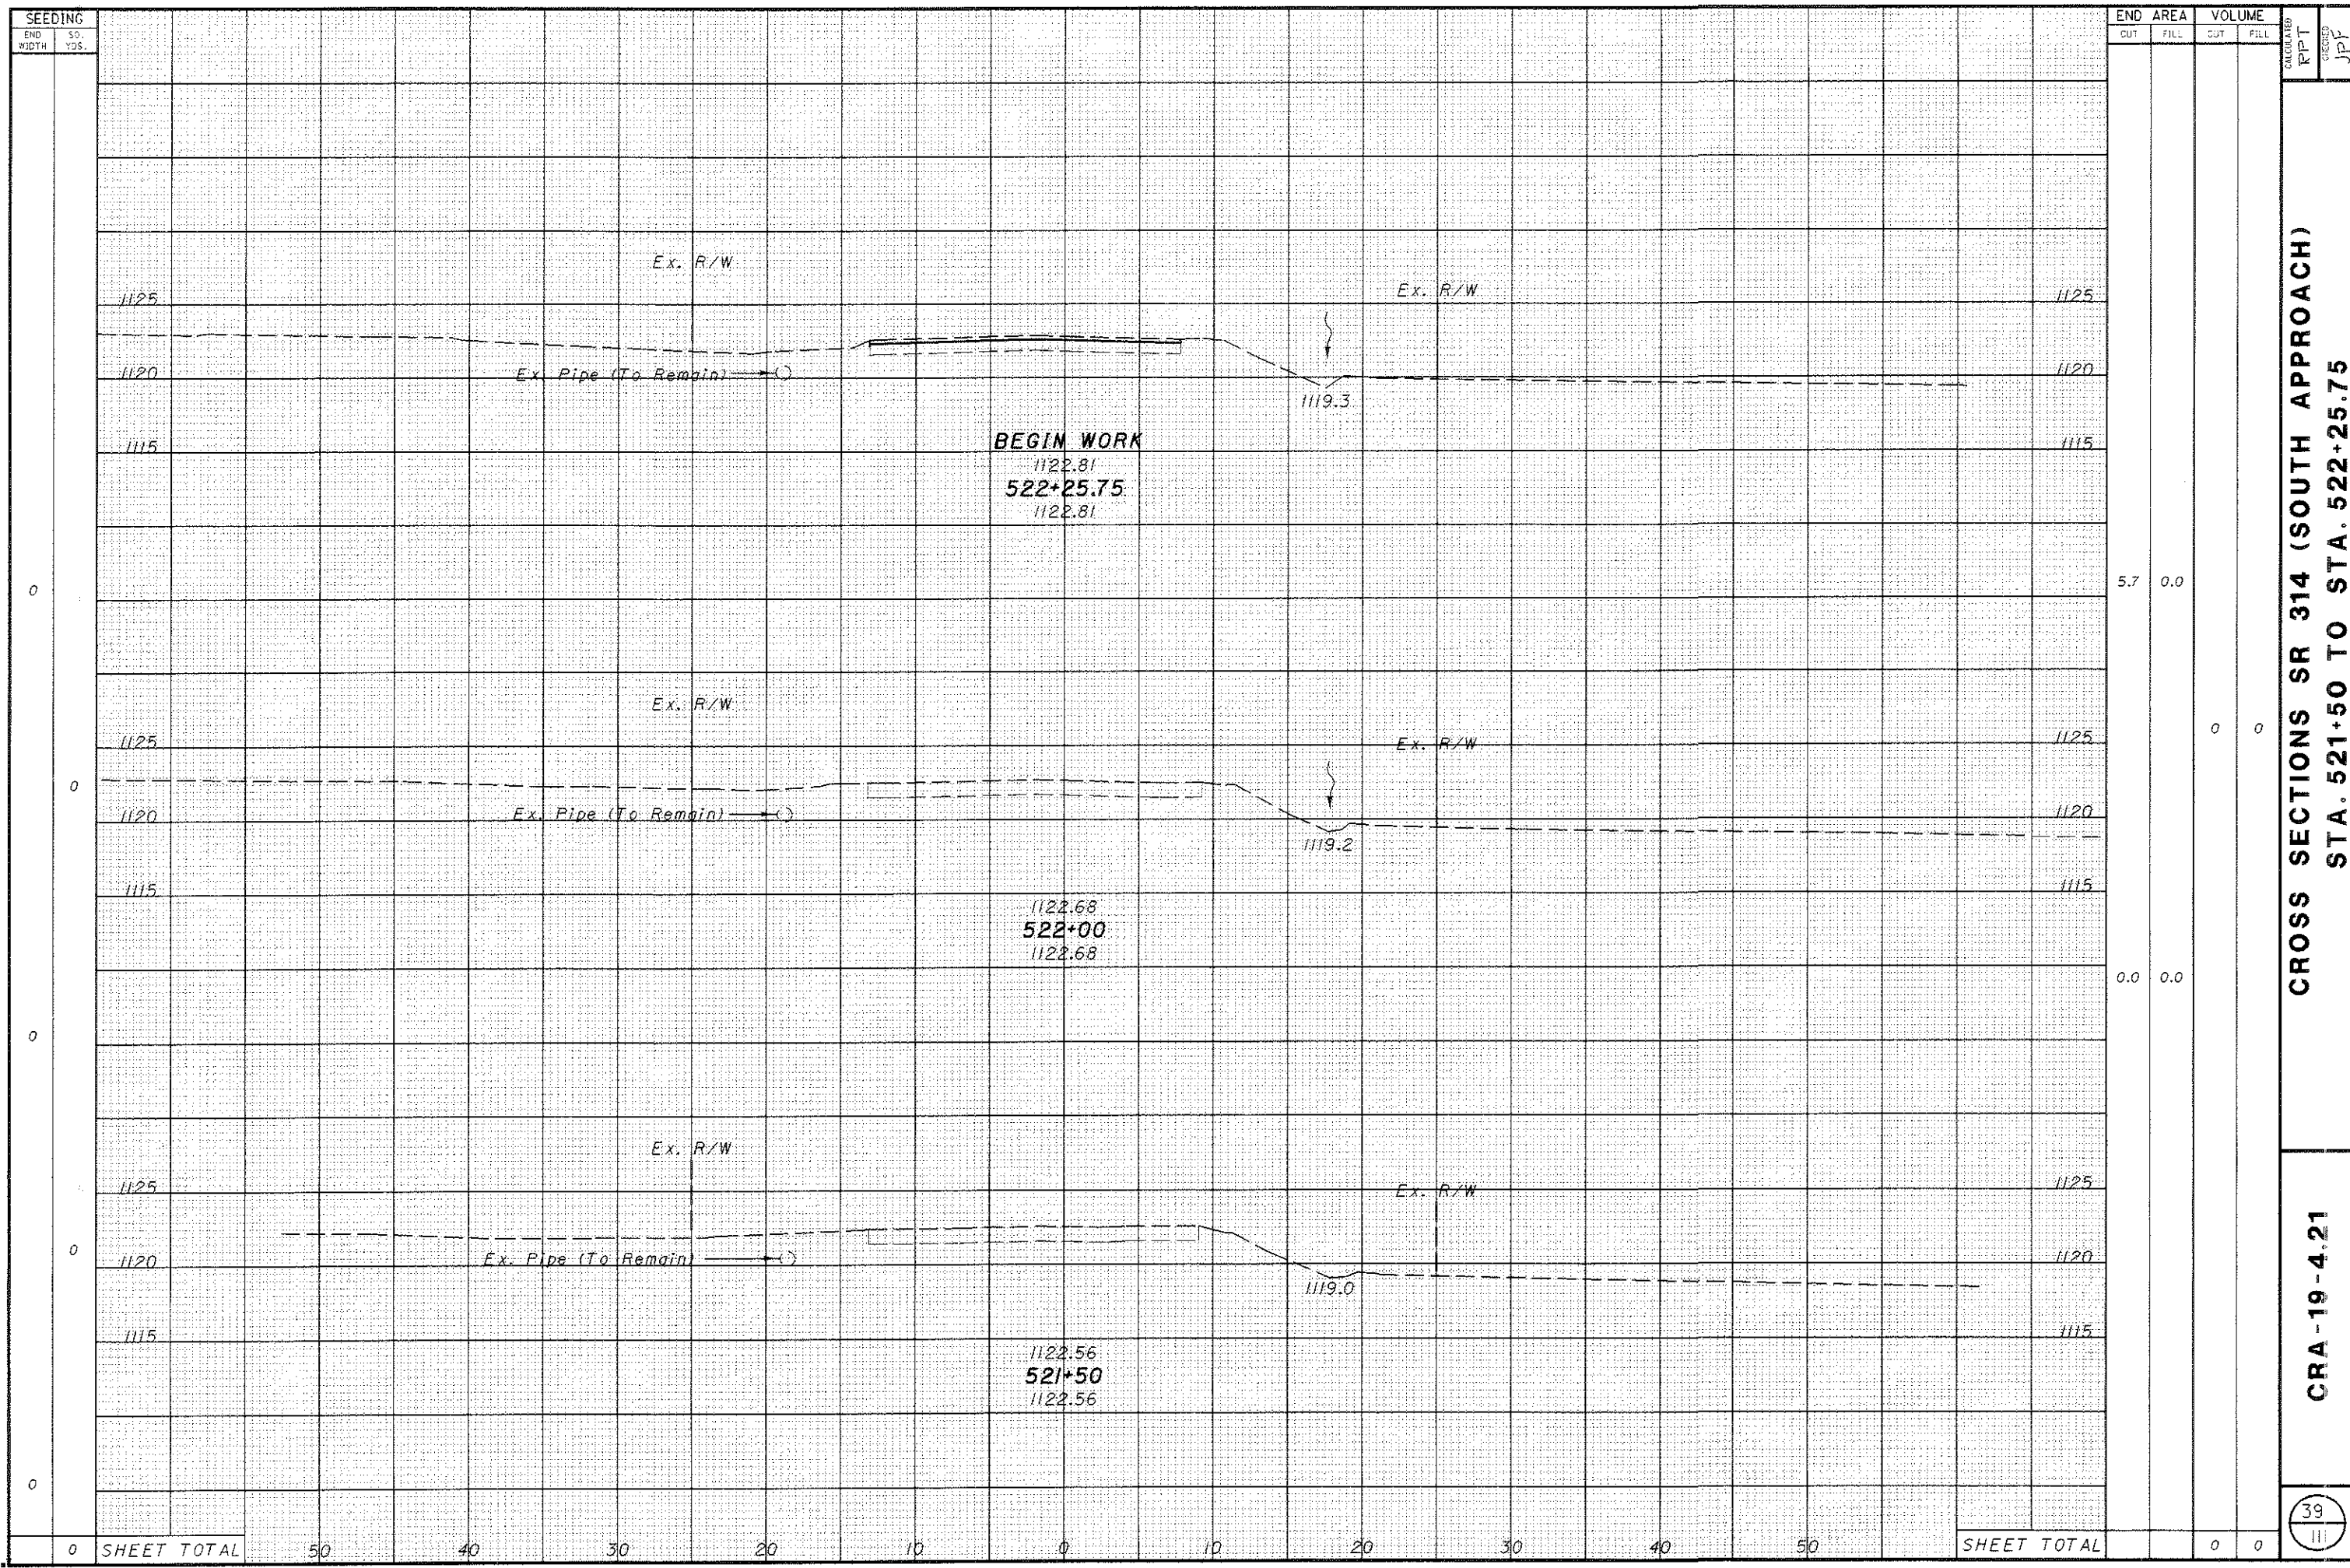 SEEDING
END WIDTH
SQ. YDS.
END AREA
VOLUME
CUT
FILL
CUT
FILL
CALCULATED
RPT
CHECKED
JPF
Ex. R/W
Ex. R/W
1125
1125
1120
Ex. Pipe (To Remain)
1120
1119.3
1115
BEGIN WORK
1115
1122.81
522+25.75
1122.81
0
5.7
0.0
Ex. R/W
0
0
1125
Ex. R/W
1125
0
1120
Ex. Pipe (To Remain)
1120
1119.2
1115
1115
1122.68
522+00
1122.68
0.0
0.0
0
Ex. R/W
1125
Ex. R/W
1125
0
1120
Ex. Pipe (To Remain)
1120
1119.0
1115
1115
1122.56
521+50
1122.56
0
0
SHEET TOTAL
50
40
30
20
10
0
10
20
30
40
50
SHEET TOTAL
0
0
CROSS SECTIONS SR 314 (SOUTH APPROACH)
STA. 521+50 TO STA. 522+25.75
CRA-19-4.21
39
111